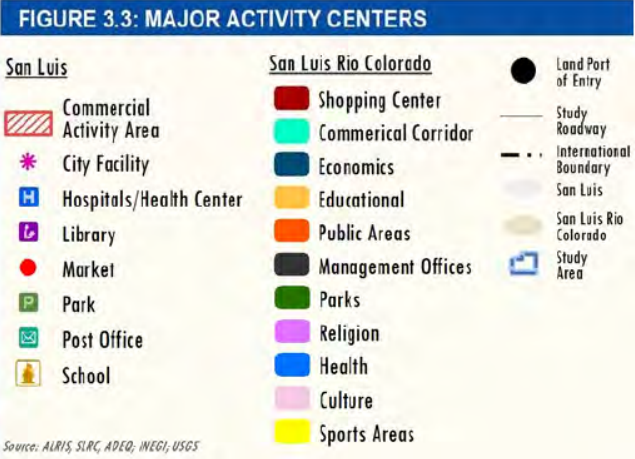 FIGURE 3.3: MAJOR ACTIVITY CENTERS
San Luis
Commercial
Activity Area
City Facility
H
Hospitals/Health Center
Library
Market
P
Park
Post Office
School
Source: ALRIS, SLRC, ADEQ; INEGI; USGS
San Luis Rio Colorado
Shopping Center
Commerical Corridor
Economics
Educational
Public Areas
Management Offices
Parks
Religion
Health
Culture
Sports Areas
Land Port
of Entry
Study
Roadway
International
Boundary
San Luis
San Luis Rio
Colorado
Study
Area